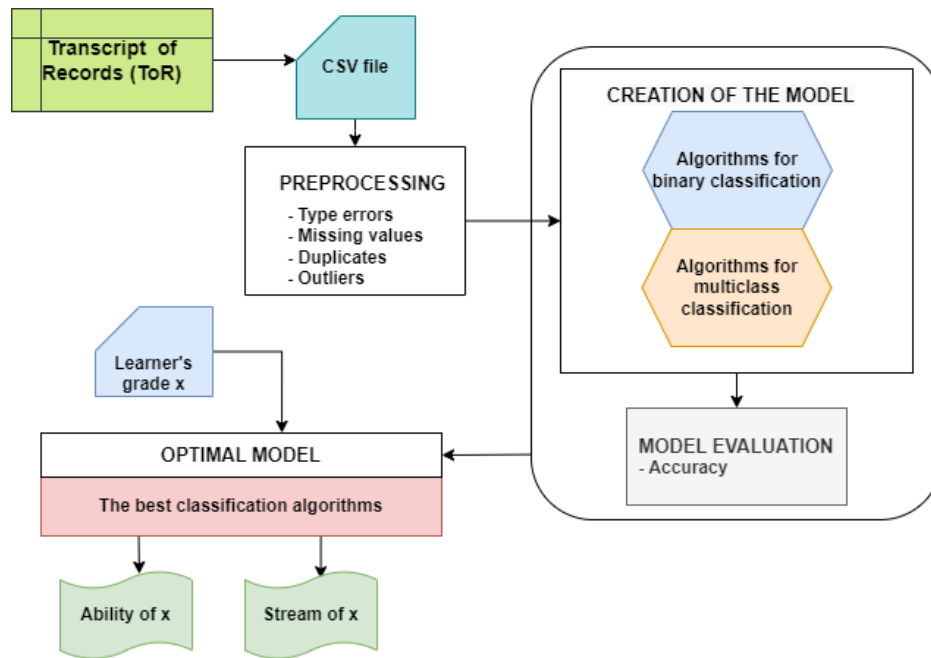 Transcript of
Records (ToR)
CSV file
PREPROCESSING
- Type errors
- Missing values
- Duplicates
- Outliers
CREATION OF THE MODEL
Algorithms for
binary classification
Algorithms for
multiclass
classification
MODEL EVALUATION
- Accuracy
Learner's
grade x
OPTIMAL MODEL
The best classification algorithms
Ability of x
Stream of x